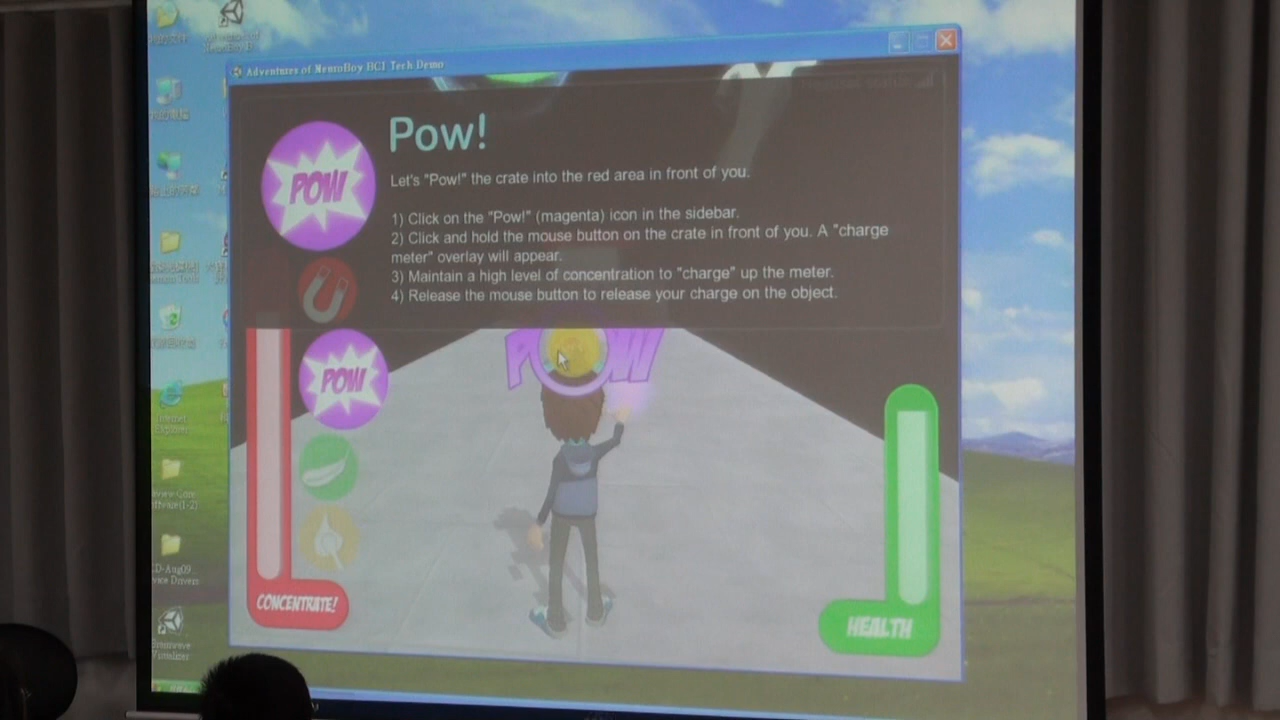 Adventures of NeuroBoy BCI Tech Demo
Pow!
POW
Let's "Pow!" the crate into the red area in front of you.
1) Click on the "Pow!" (magenta) icon in the sidebar.
2) Click and hold the mouse button on the crate in front of you. A "charge
meter" overlay will appear.
3) Maintain a high level of concentration to "charge" up the meter.
4) Release the mouse button to release your charge on the object.
POW
POW
CONCENTRATE!
HEALTH
Internet
Explorer